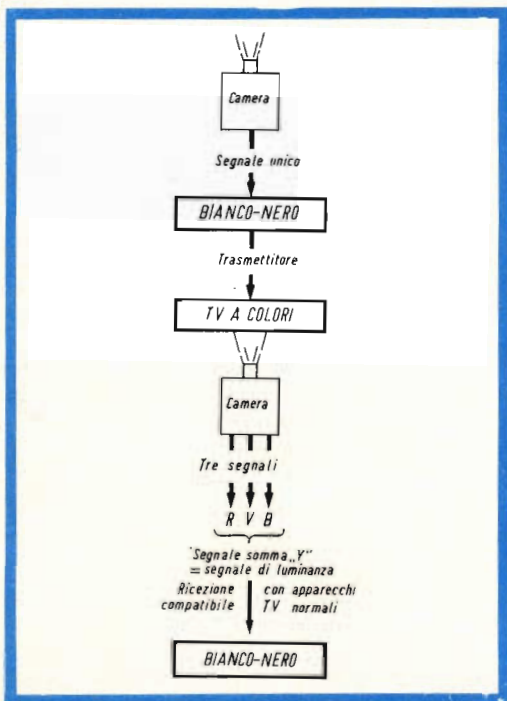 Camera
Segnale unico
BIANCO-NERO
Trasmettitore
TV A COLORI
Camera
Tre segnali
R V B
"Segnale somma „Y"
= segnale di luminanza
Ricezione con apparecchi
compatibile TV normali
BIANCO-NERO